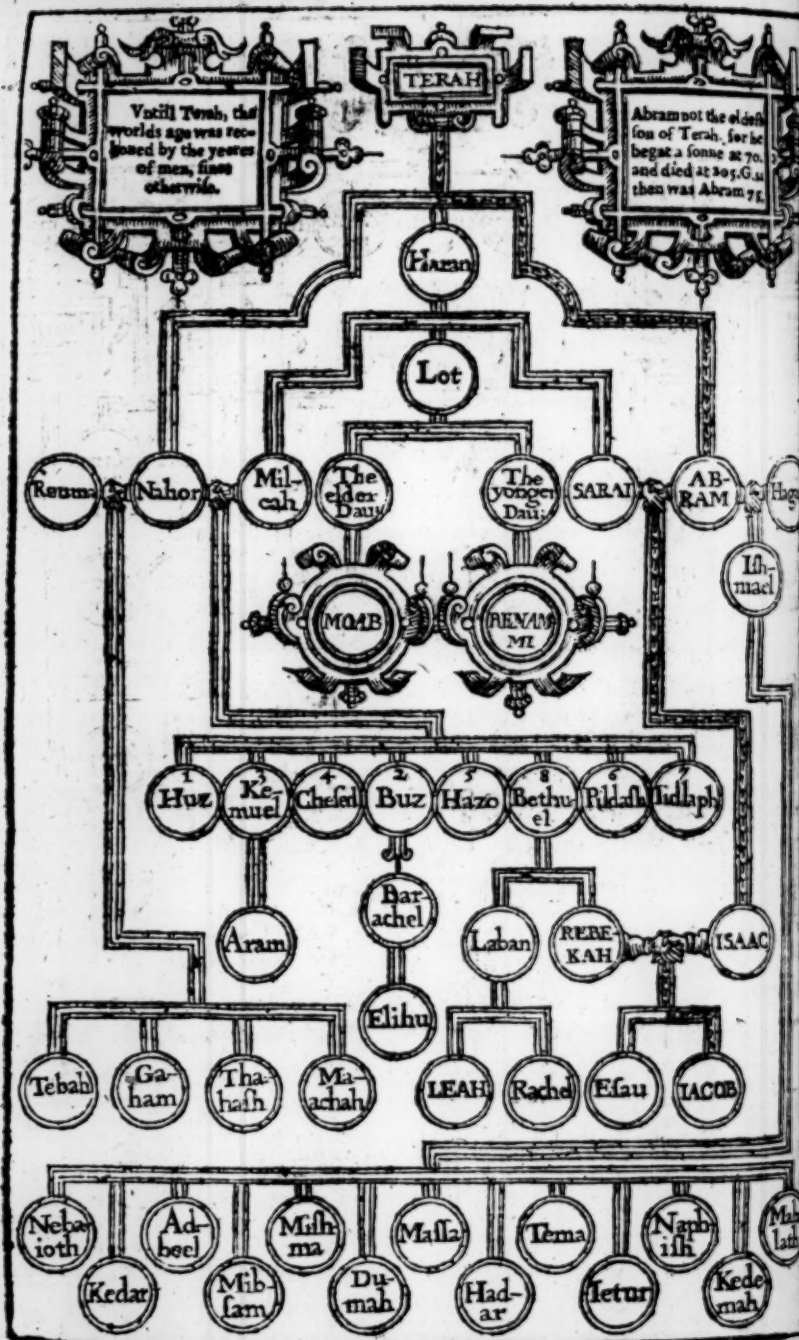 Vntill Terah, the
worlds age was rec-
koned by the yeeres
of men, since
otherwise.
TERAH
Abram not the eldest
son of Terah, for he
begat a sonne at 70.
and died at 205. G.11
then was Abram 75.
Haran
Lot
Reuma
Nahor
Mil-
cah
The
elder
Dau:
The
yonger
Dau:
SARAI
AB-
RAM
Hag
Ish-
mael
MOAB
BENAM
MI
1
Huz
3
Ke-
muel
4
Chesed
2
Buz
5
Hazo
8
Bethu-
el
6
Pildash
7
Iidlaph
Aram
Bar-
achel
Elihu
Laban
REBE-
KAH
ISAAC
Tebah
Ga-
ham
Tha-
hash
Ma-
achah
LEAH
Rachel
Esau
IACOB
Neba-
ioth
Kedar
Ad-
beel
Mib-
sam
Mish-
ma
Du-
mah
Massa
Had-
ar
Tema
Ietur
Naph-
ish
Kede-
mah
Mah-
lath